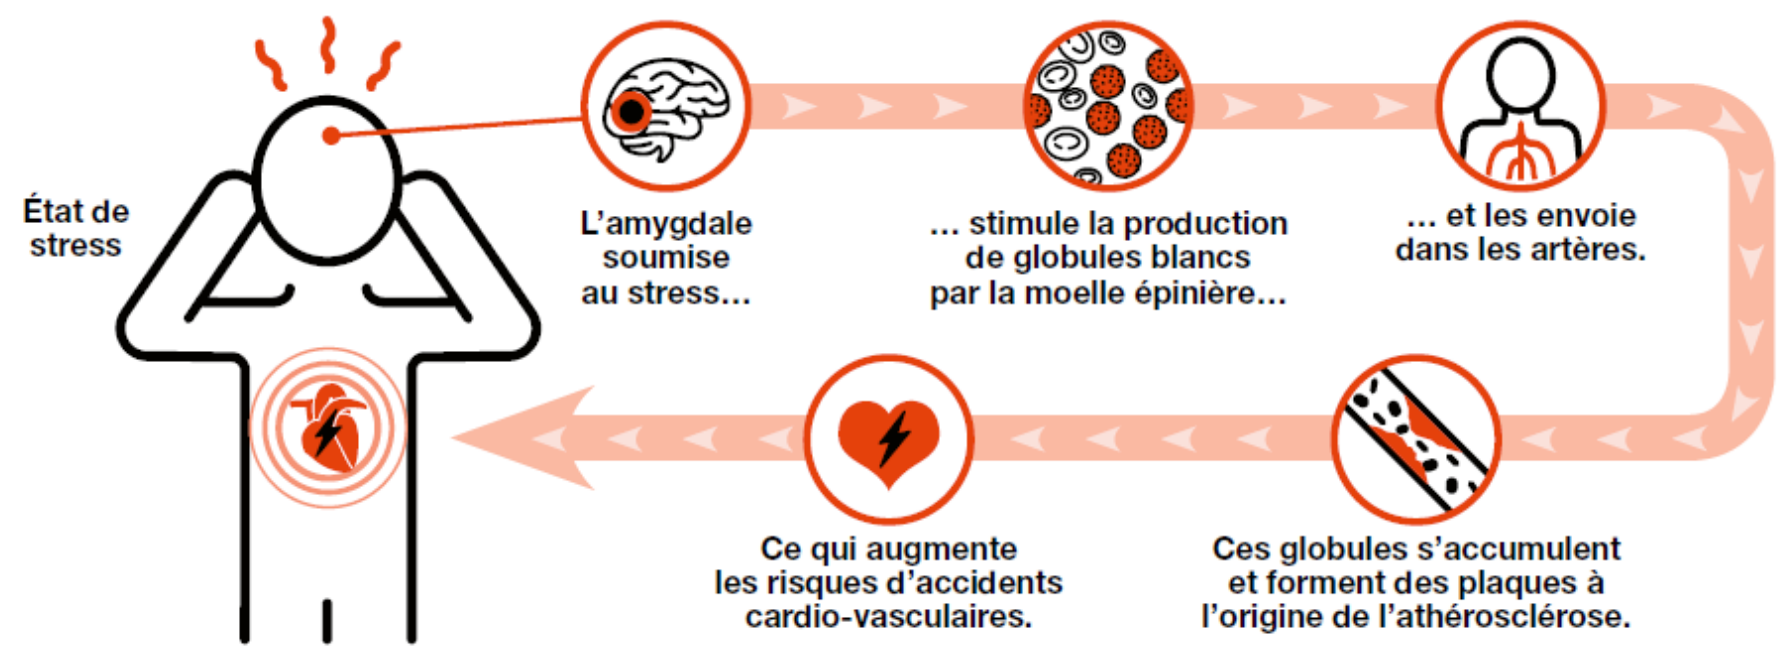 État de
stress
L’amygdale
soumise
au stress...
... stimule la production
de globules blancs
par la moelle épinière...
... et les envoie
dans les artères.
Ces globules s’accumulent
et forment des plaques à
l’origine de l’athérosclérose.
Ce qui augmente
les risques d’accidents
cardio-vasculaires.